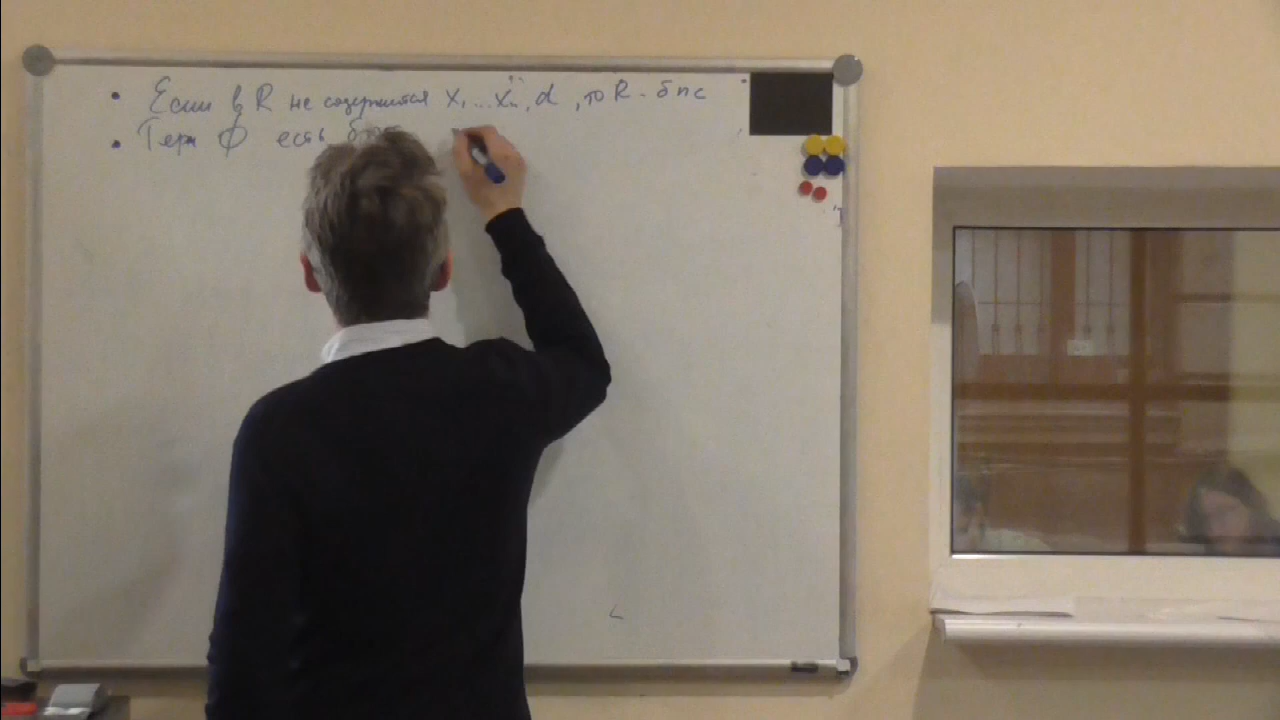 • Если в R не содержится x₁...xₙ, d, то R - бпс
• Терм ϕ есть